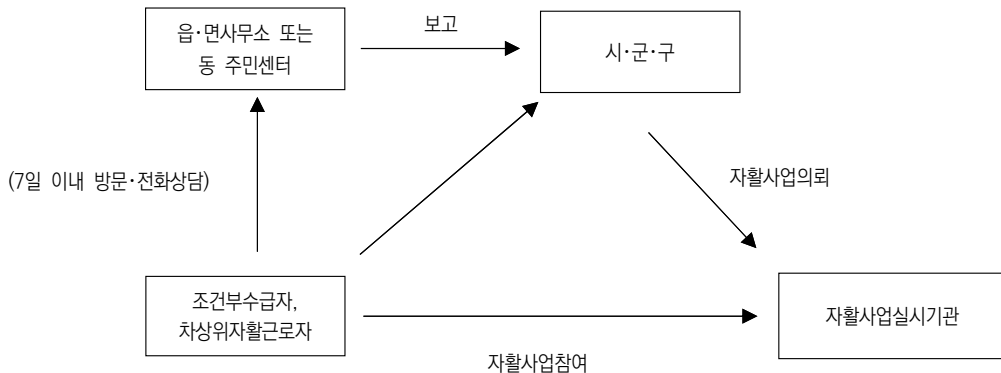 읍·면사무소 또는
동 주민센터
보고
시·군·구
(7일 이내 방문·전화상담)
자활사업의뢰
조건부수급자,
차상위자활근로자
자활사업실시기관
자활사업참여